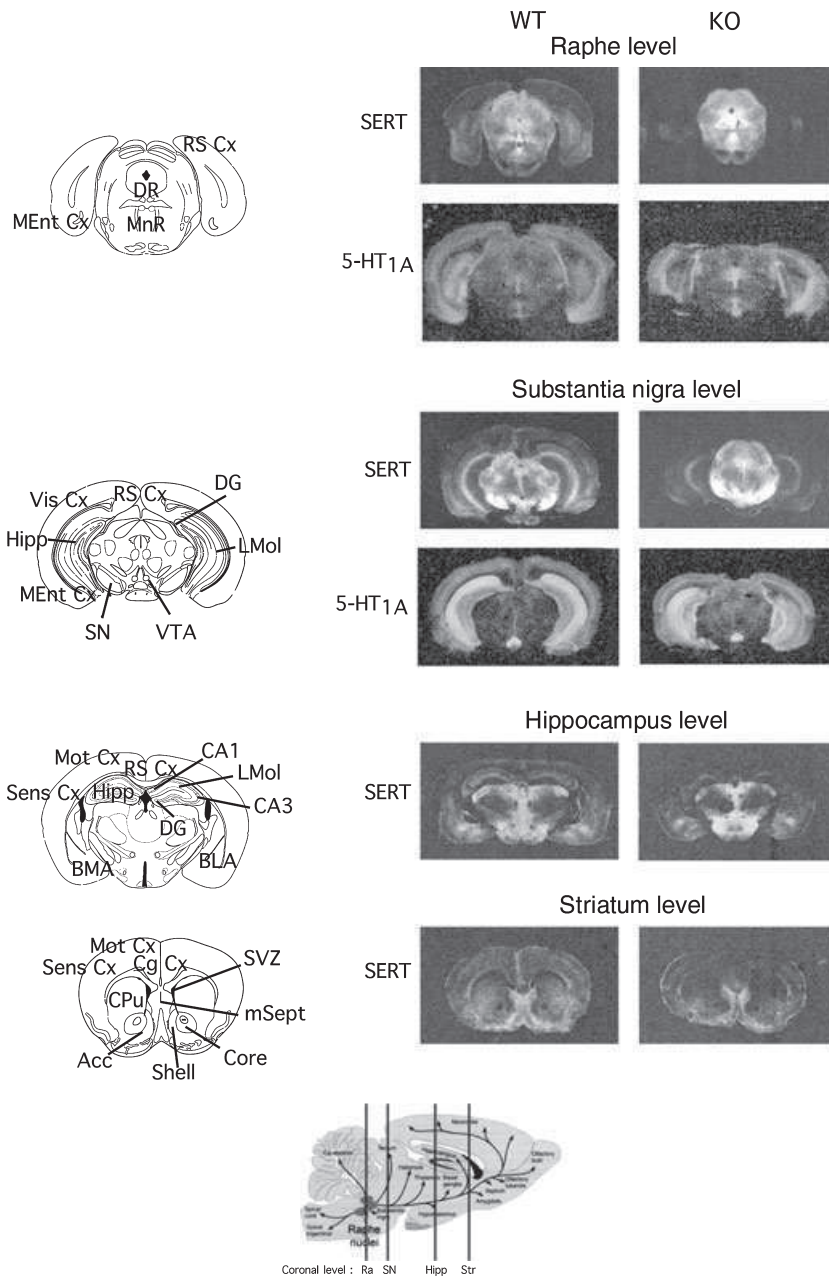 WT KO
Raphe level
SERT
RS Cx
DR
MEnt Cx MnR
5-HT1A
Substantia nigra level
SERT
Vis Cx RS Cx DG
Hipp LMol
MEnt Cx
SN VTA
5-HT1A
Hippocampus level
Mot Cx RS Cx CA1
LMol
Sens Cx Hipp CA3
DG
SERT
BMA BLA
Striatum level
Mot Cx
Sens Cx Cg Cx SVZ
SERT
CPu mSept
Acc Shell Core
Raphe
nuclei
Coronal level : Ra SN Hipp Str